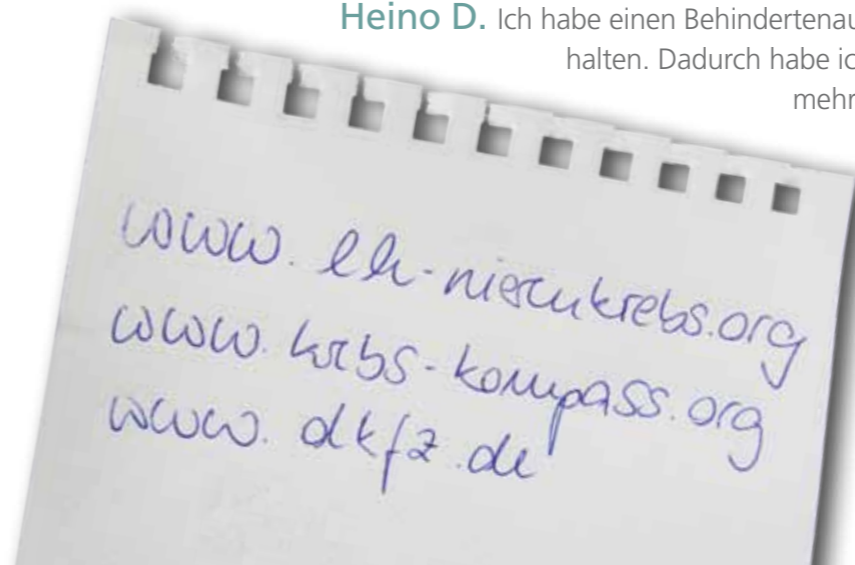 Heino D. Ich habe einen Behindertenau
halten. Dadurch habe ic
mehr
www. lh-nierenkrebs.org
www. krebs-kompass.org
www. dkfz.de